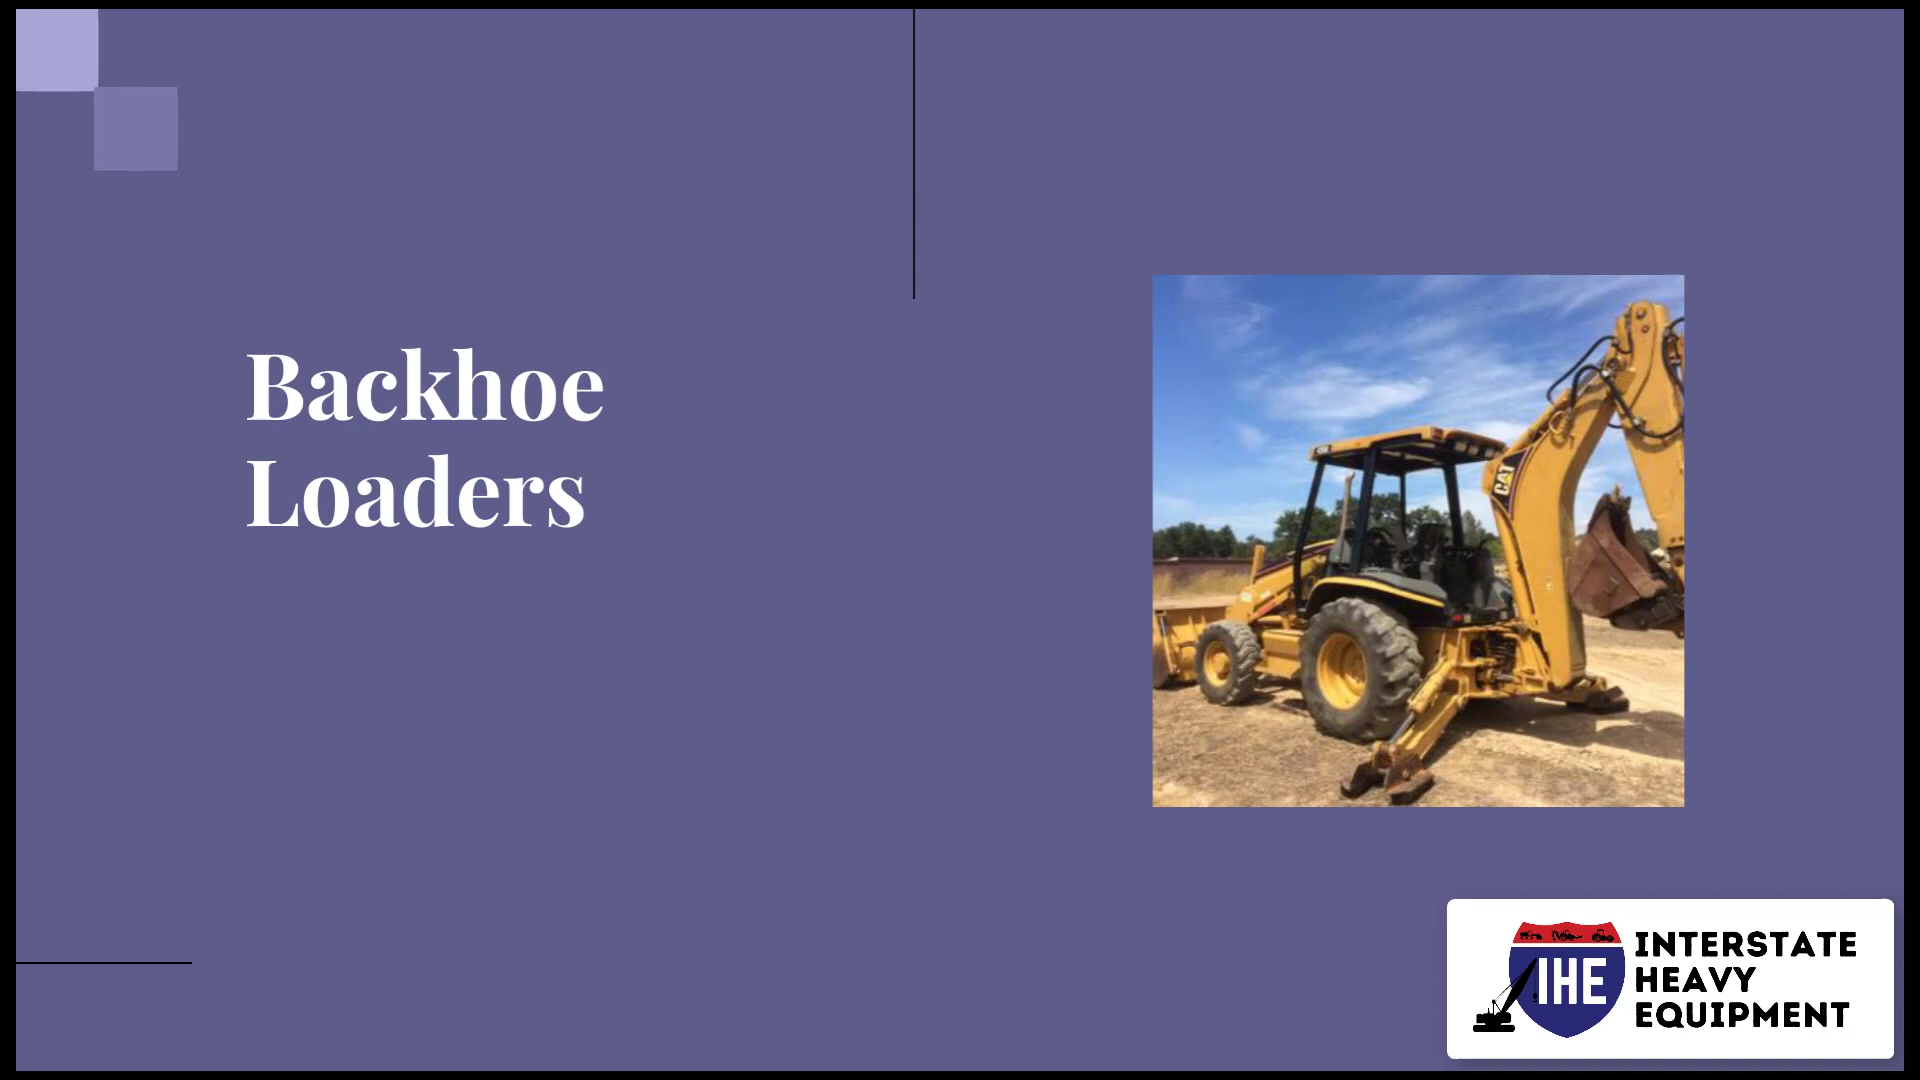 Backhoe
Loaders
CAT
IHE
INTERSTATE
HEAVY
EQUIPMENT